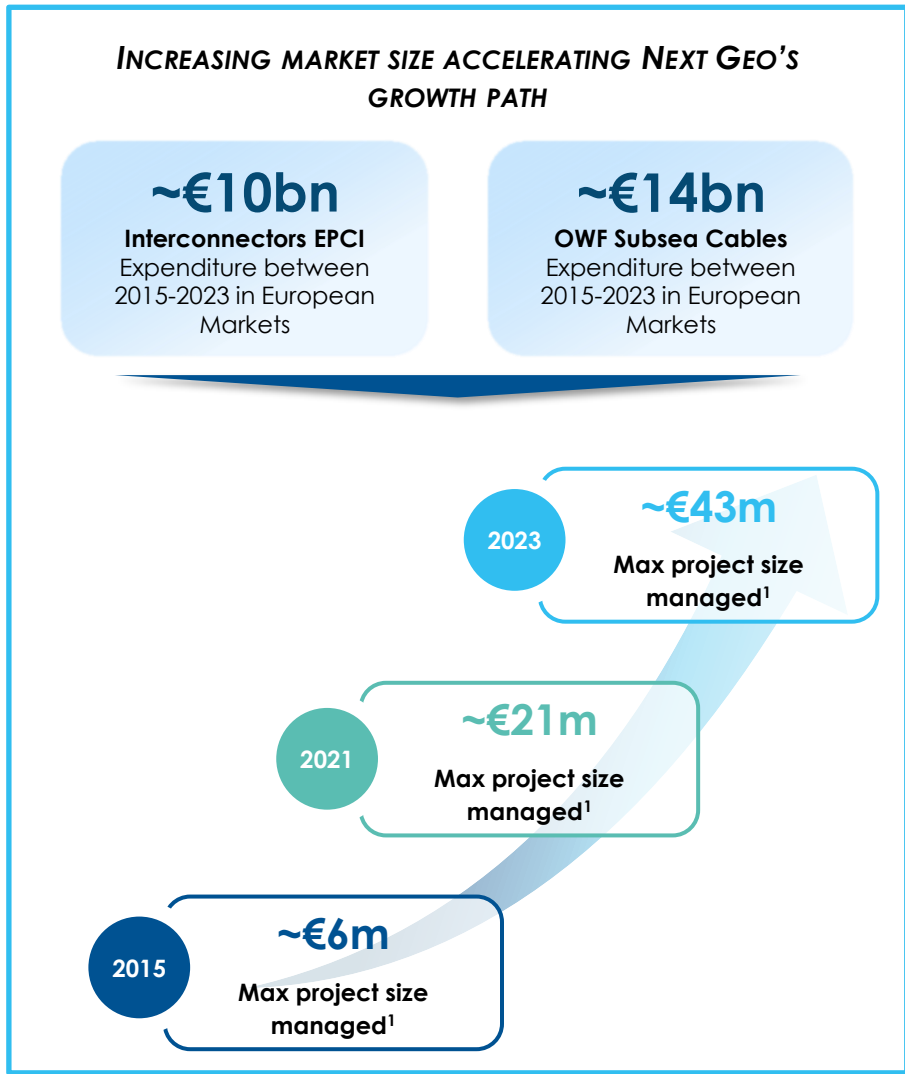 INCREASING MARKET SIZE ACCELERATING NEXT GEO'S
GROWTH PATH
~€10bn
Interconnectors EPCI
Expenditure between
2015-2023 in European
Markets
~€14bn
OWF Subsea Cables
Expenditure between
2015-2023 in European
Markets
2023
~€43m
Max project size
managed¹
2021
~€21m
Max project size
managed¹
2015
~€6m
Max project size
managed¹